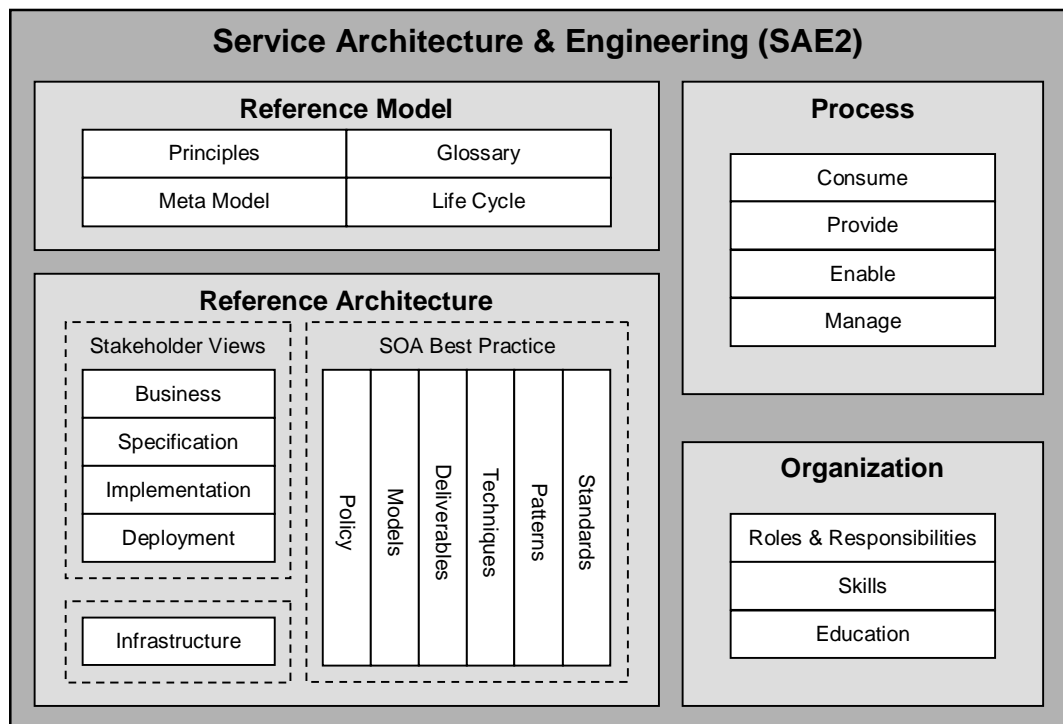 Service Architecture & Engineering (SAE2)
Reference Model
Principles
Glossary
Meta Model
Life Cycle
Reference Architecture
Stakeholder Views
Business
Specification
Implementation
Deployment
Infrastructure
SOA Best Practice
Policy
Models
Deliverables
Techniques
Patterns
Standards
Process
Consume
Provide
Enable
Manage
Organization
Roles & Responsibilities
Skills
Education